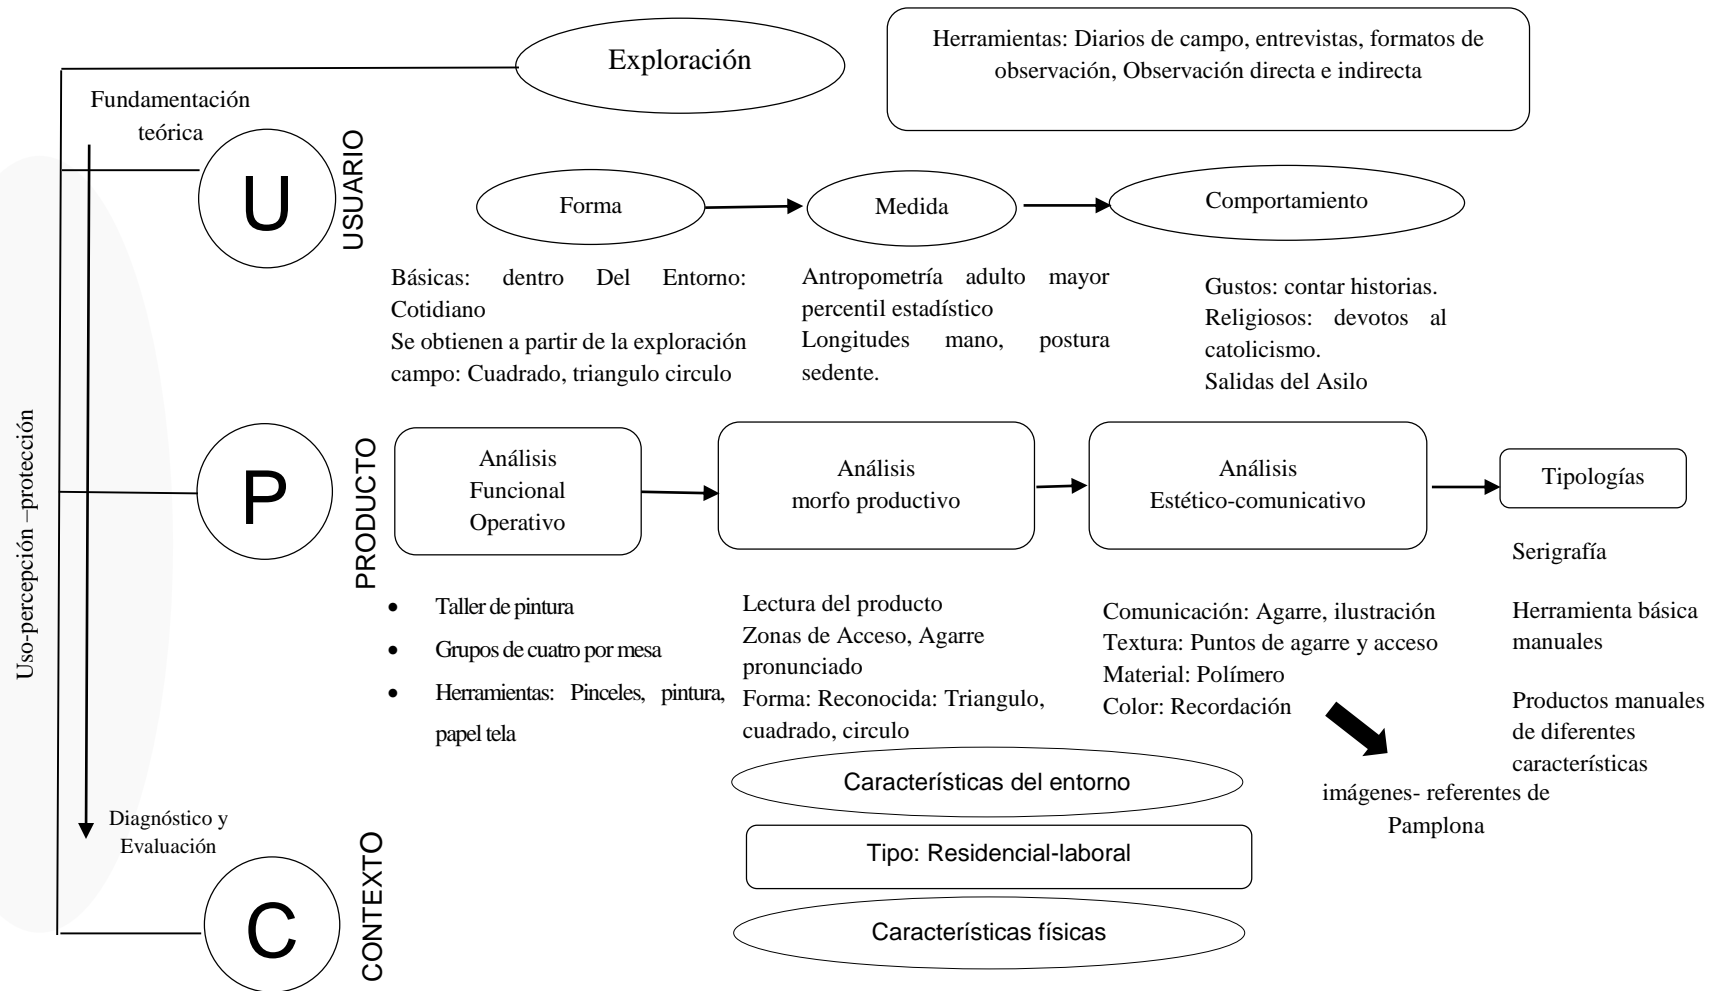 Exploración
Herramientas: Diarios de campo, entrevistas, formatos de
observación, Observación directa e indirecta
Fundamentación
teórica
U
USUARIO
Forma
Medida
Comportamiento
Básicas: dentro Del Entorno:
Cotidiano
Se obtienen a partir de la exploración
campo: Cuadrado, triangulo circulo
Antropometría adulto mayor
percentil estadístico
Longitudes mano, postura
sedente.
Gustos: contar historias.
Religiosos: devotos al
catolicismo.
Salidas del Asilo
Uso-percepción –protección
P
PRODUCTO
Análisis
Funcional
Operativo
Análisis
morfo productivo
Análisis
Estético-comunicativo
Tipologías
• Taller de pintura
• Grupos de cuatro por mesa
• Herramientas: Pinceles, pintura,
papel tela
Lectura del producto
Zonas de Acceso, Agarre
pronunciado
Forma: Reconocida: Triangulo,
cuadrado, circulo
Comunicación: Agarre, ilustración
Textura: Puntos de agarre y acceso
Material: Polímero
Color: Recordación
Serigrafía
Herramienta básica
manuales
Productos manuales
de diferentes
características
imágenes- referentes de
Pamplona
Diagnóstico y
Evaluación
C
CONTEXTO
Características del entorno
Tipo: Residencial-laboral
Características físicas